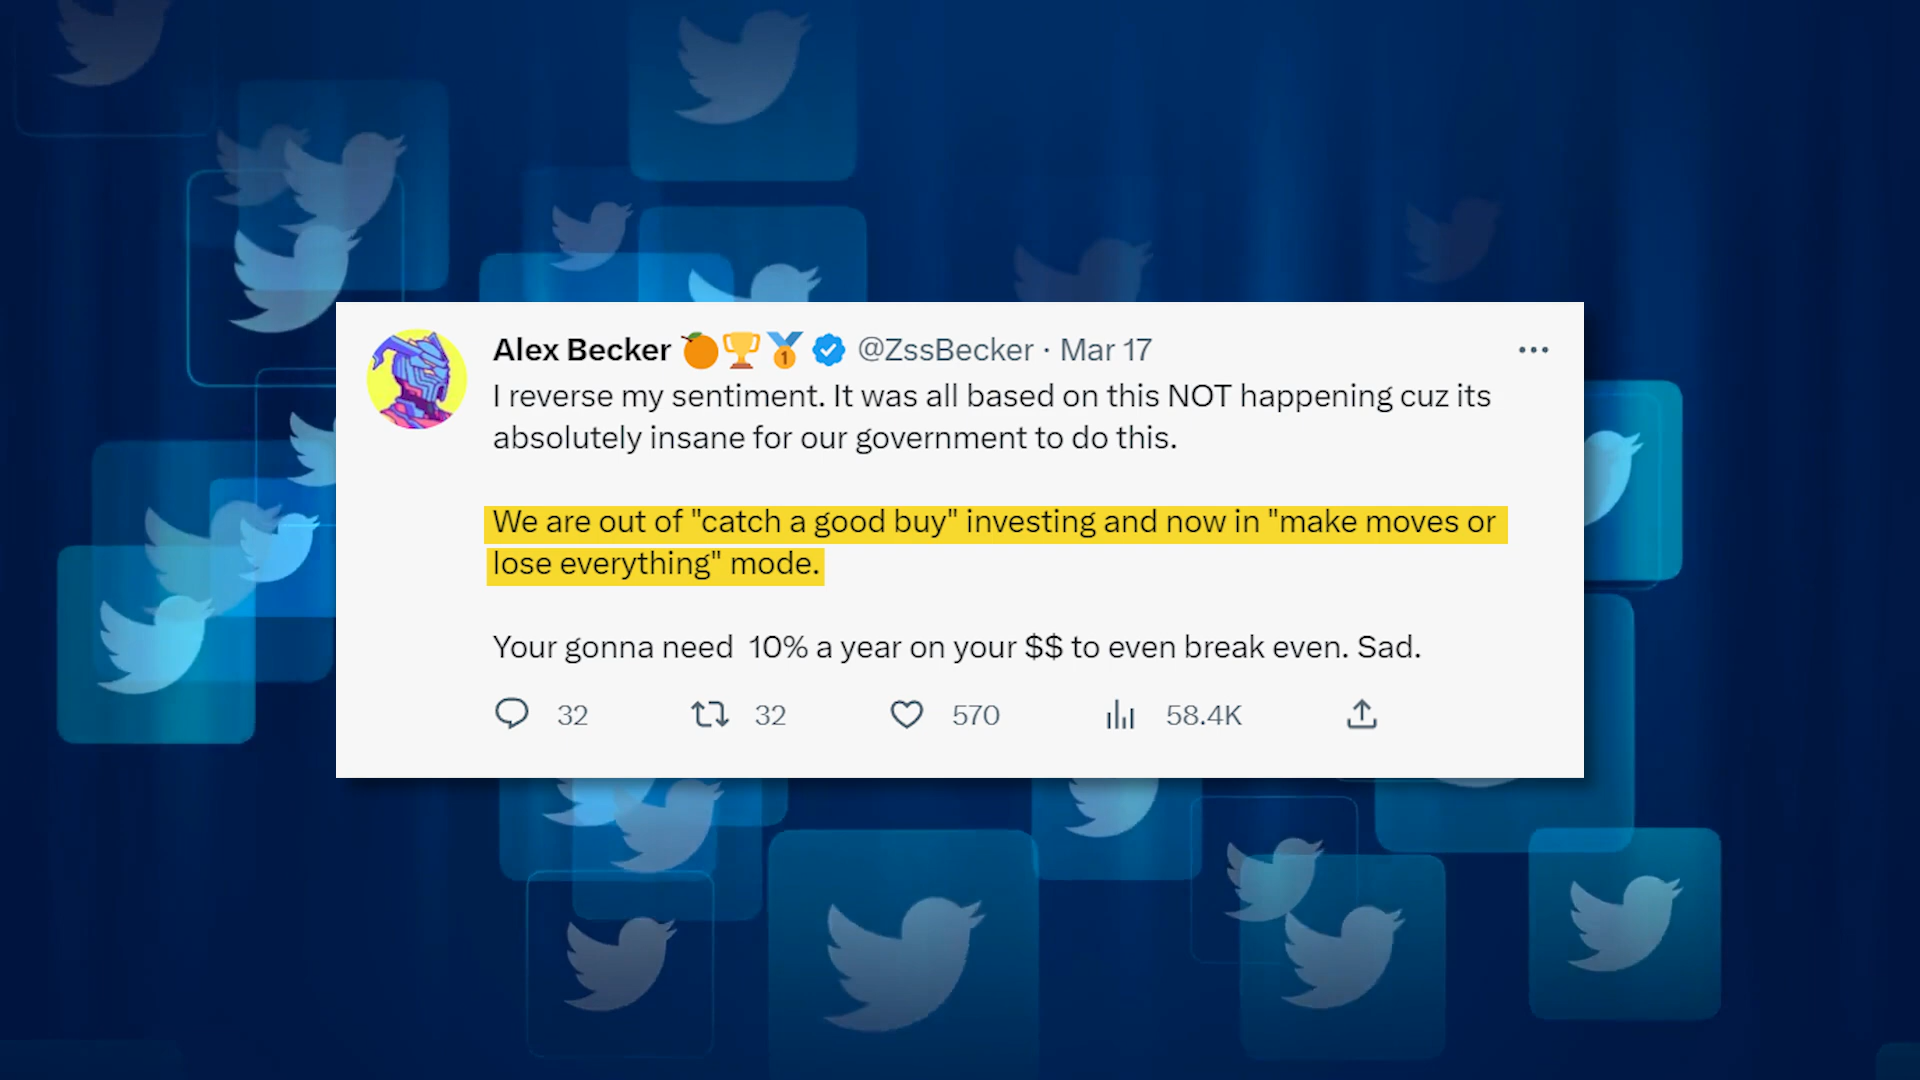 Alex Becker 🍊🏆🥇 @ZssBecker · Mar 17
I reverse my sentiment. It was all based on this NOT happening cuz its
absolutely insane for our government to do this.
We are out of "catch a good buy" investing and now in "make moves or
lose everything" mode.
Your gonna need  10% a year on your $$ to even break even. Sad.
32 32 570 58.4K